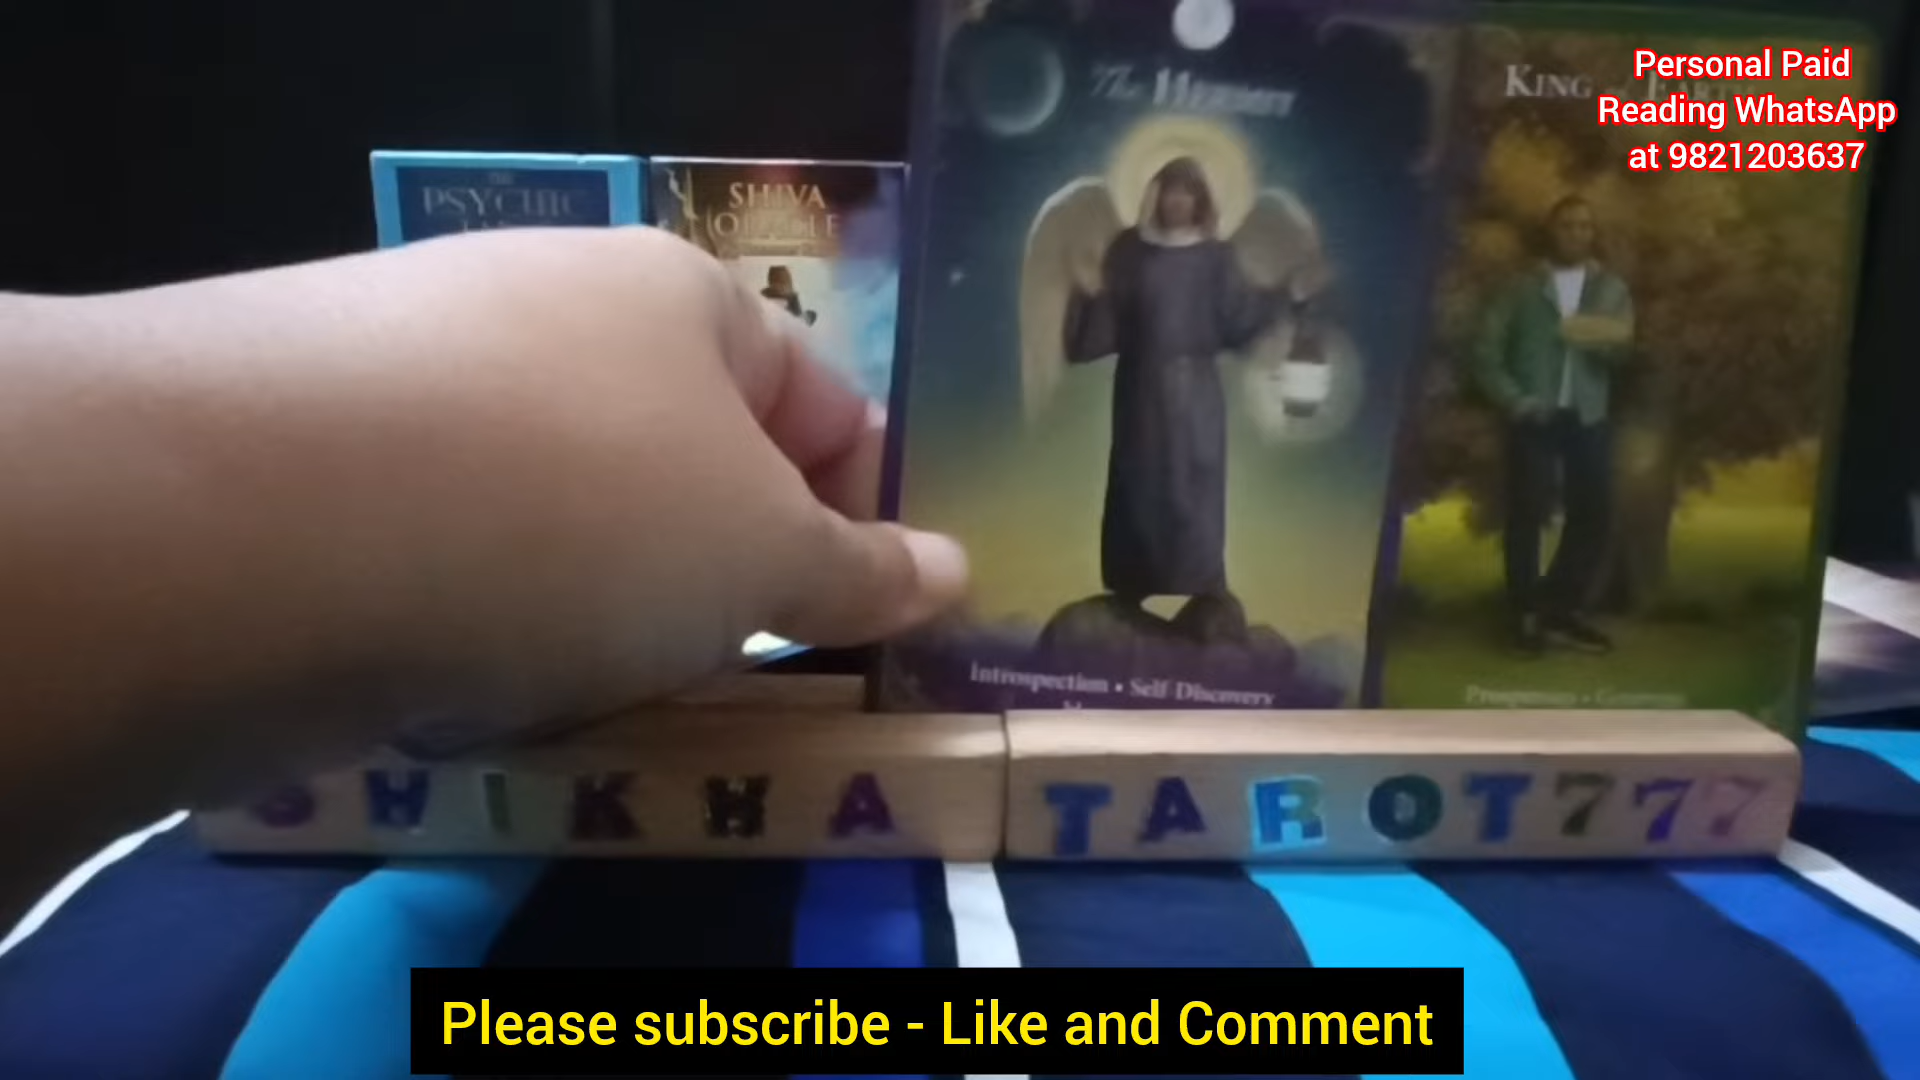 Personal Paid
Reading WhatsApp
at 9821203637
The Hermit
KING
PSYCHIC
SHIVA
ORACLE
Introspection • Self Discovery
SHIKHA TAROT777
Please subscribe - Like and Comment